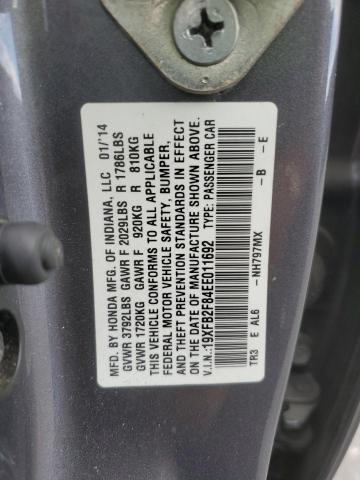 MFD. BY HONDA MFG. OF INDIANA, LLC 01/'14
GVWR 3792LBS GAWR F 2029LBS R 1786LBS
GVWR 1720KG GAWR F 920KG R 810KG
THIS VEHICLE CONFORMS TO ALL APPLICABLE
FEDERAL MOTOR VEHICLE SAFETY, BUMPER,
AND THEFT PREVENTION STANDARDS IN EFFECT
ON THE DATE OF MANUFACTURE SHOWN ABOVE.
V.I.N.:19XFB2F84EE011692 TYPE: PASSENGER CAR
-NH797MX -B -E
TR3 E AL6